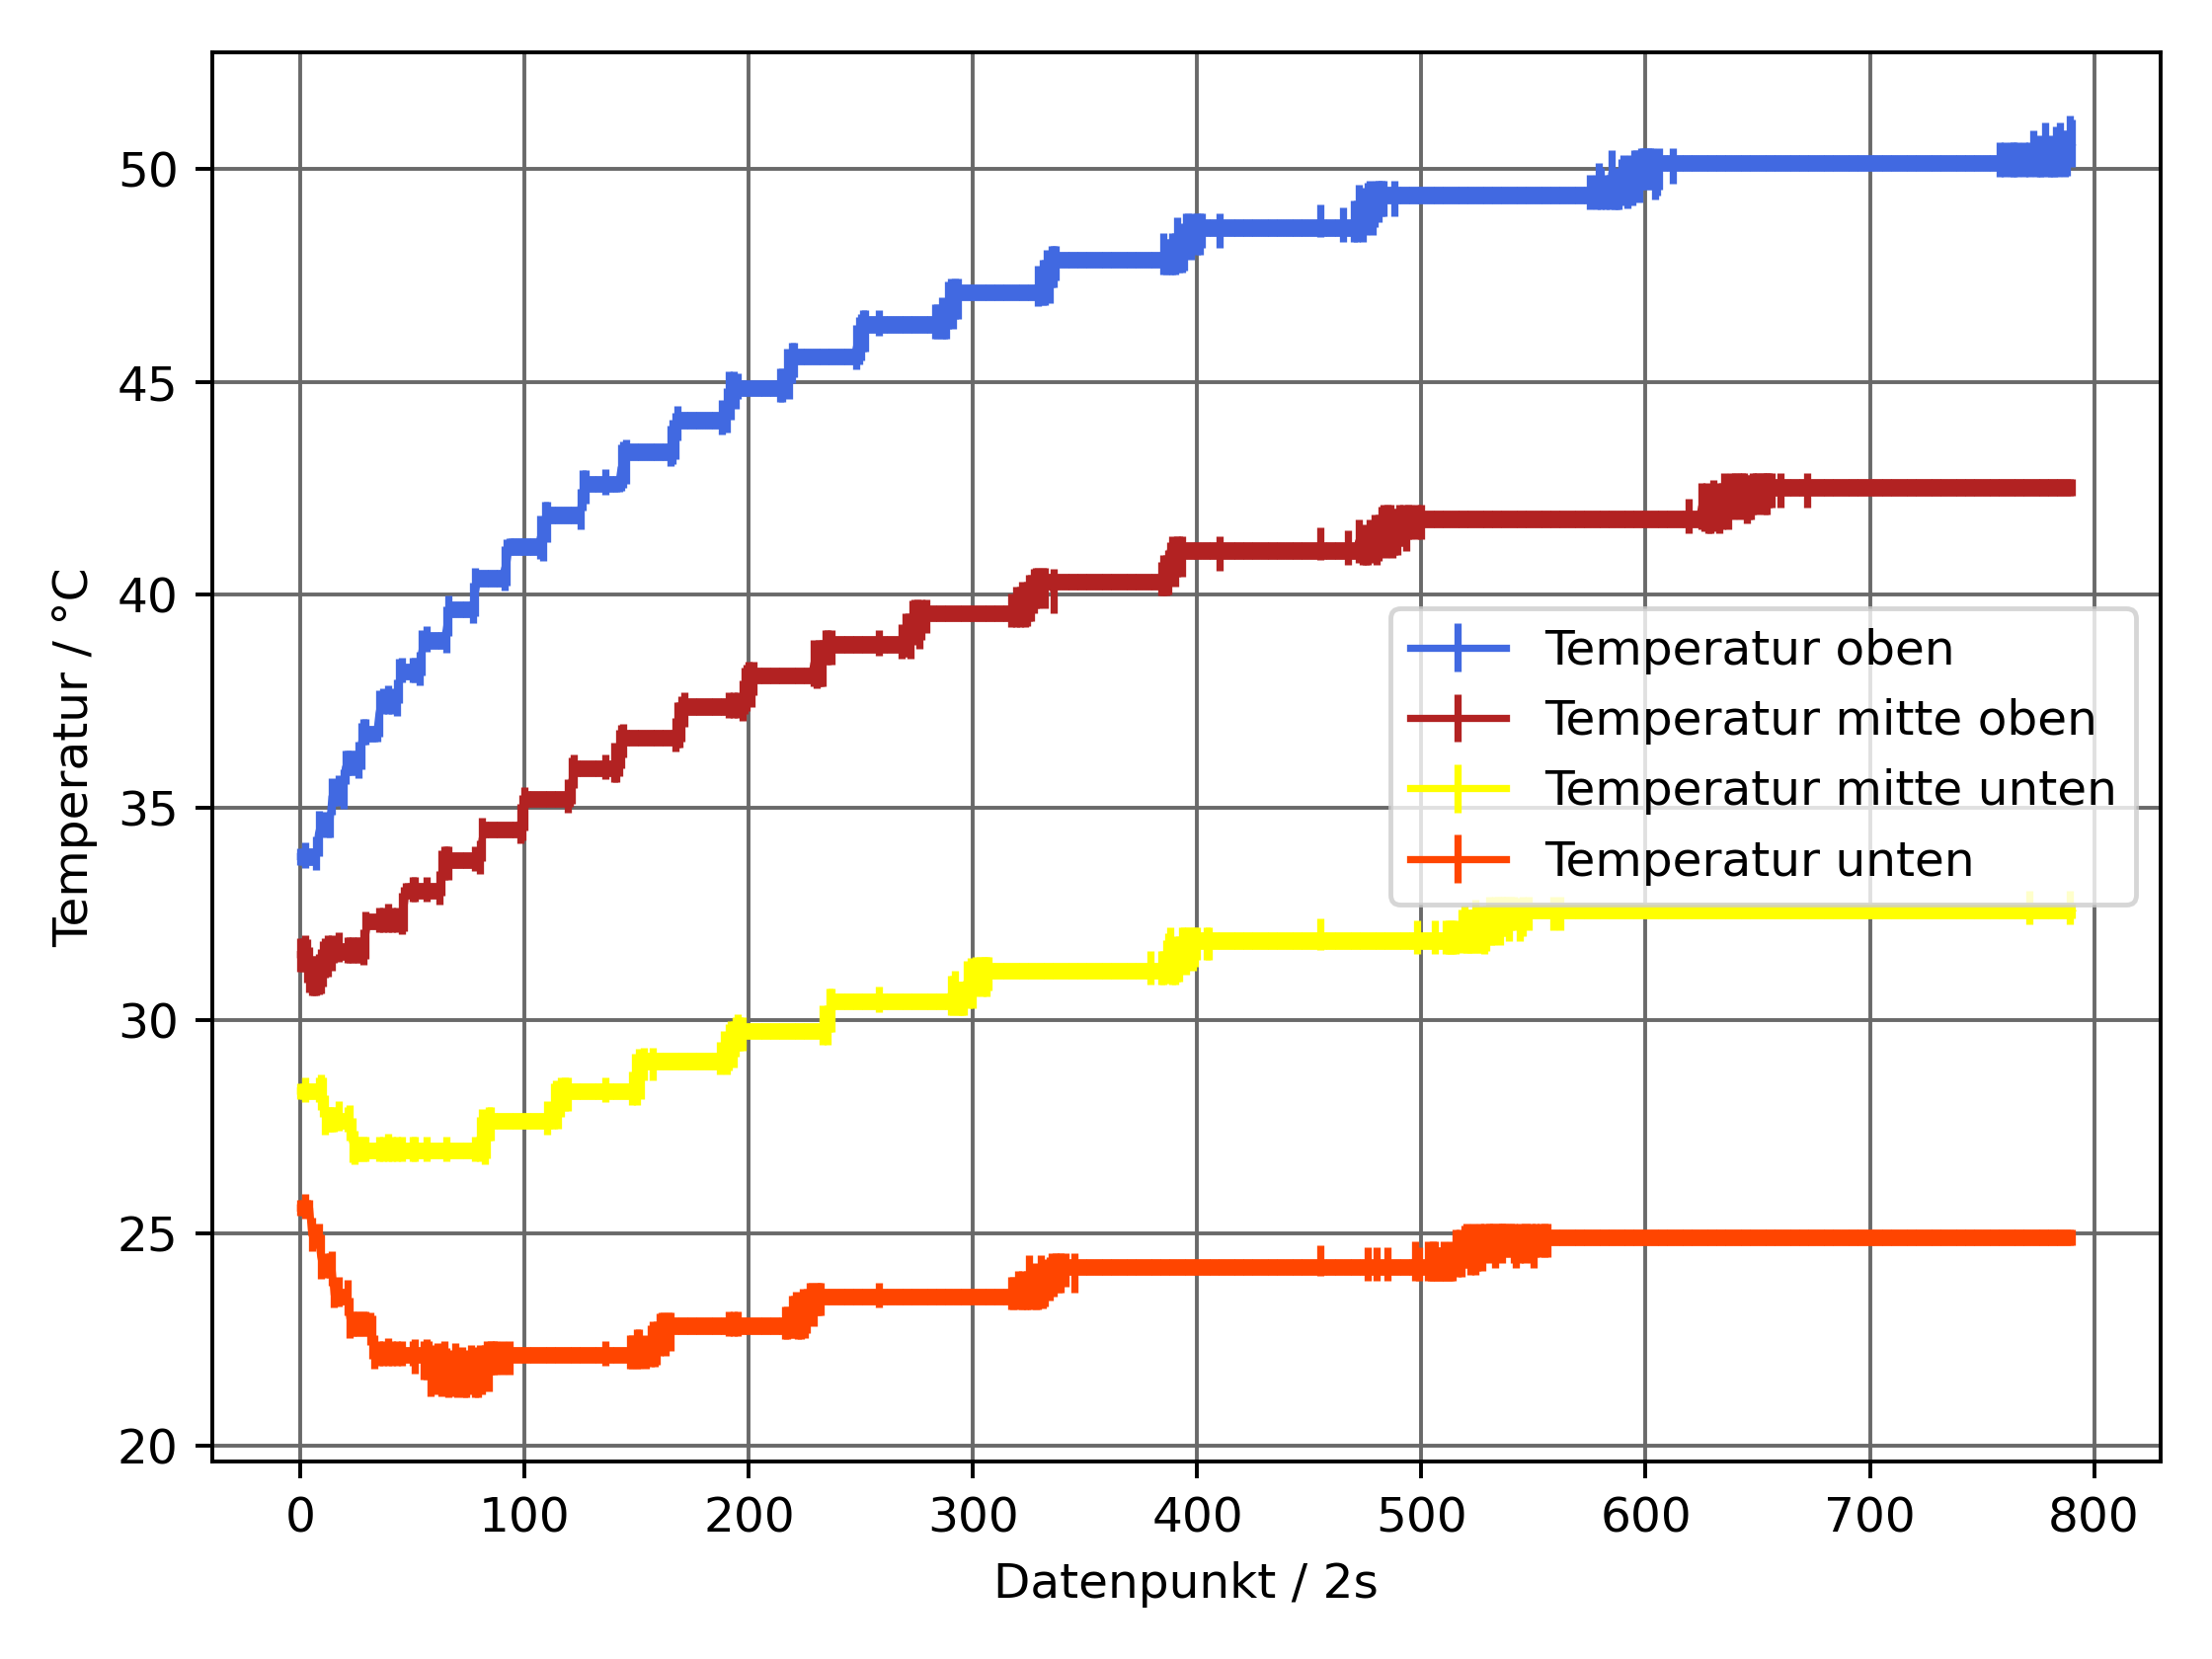 50
45
40
35
30
25
20
Temperatur / °C
Temperatur oben
Temperatur mitte oben
Temperatur mitte unten
Temperatur unten
0 100 200 300 400 500 600 700 800
Datenpunkt / 2s